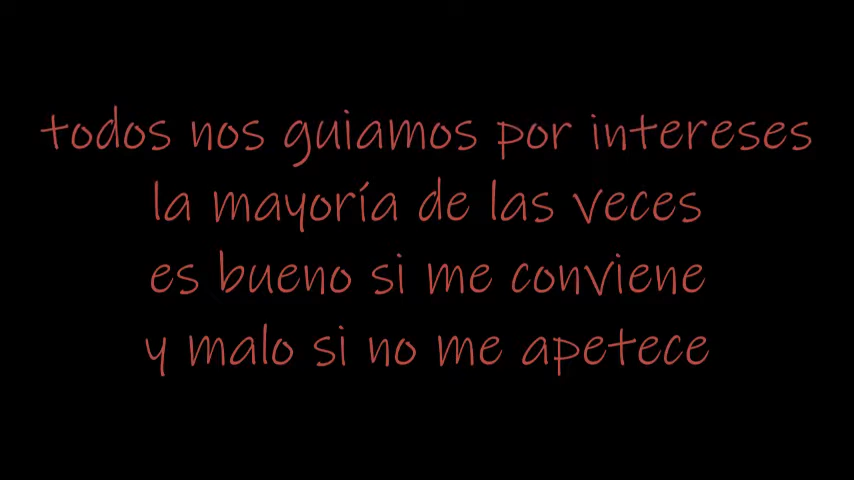 todos nos guiamos por intereses
la mayoría de las veces
es bueno si me conviene
y malo si no me apetece